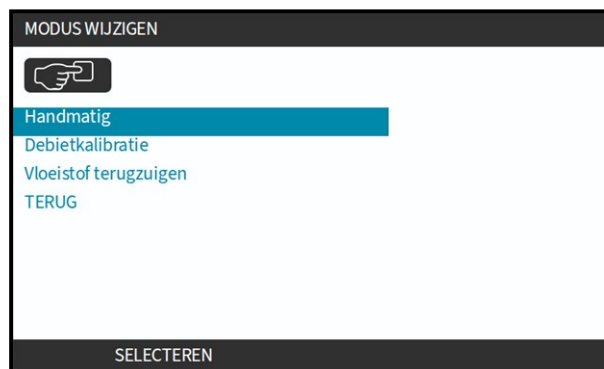 MODUS WIJZIGEN
Handmatig
Debietkalibratie
Vloeistof terugzuigen
TERUG
SELECTEREN